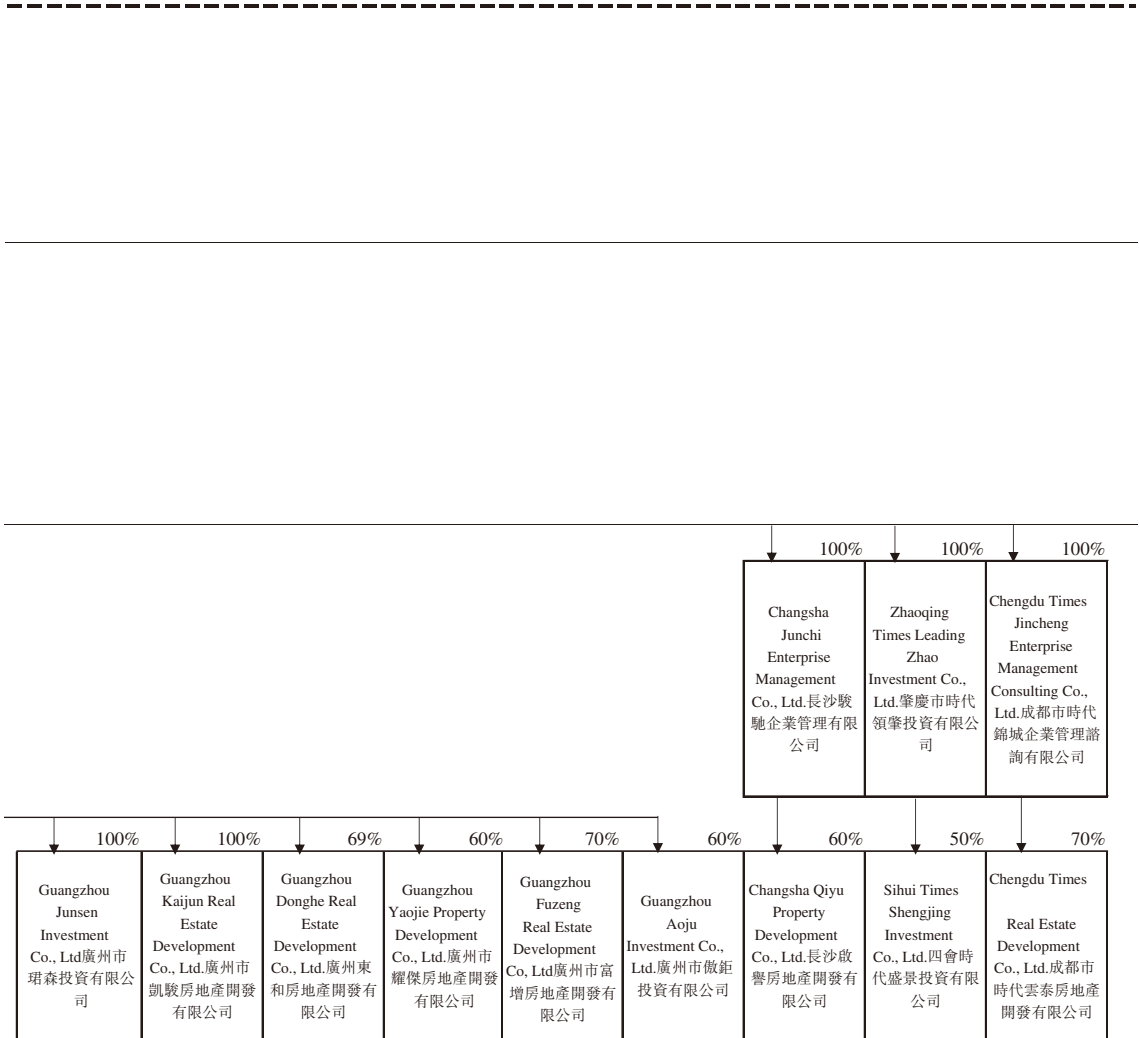 100%
100%
100%
Changsha
Junchi
Enterprise
Management
Co., Ltd.長沙駿
馳企業管理有限
公司
Zhaoqing
Times Leading
Zhao
Investment Co.,
Ltd.肇慶市時代
領肇投資有限公
司
Chengdu Times
Jincheng
Enterprise
Management
Consulting Co.,
Ltd.成都市時代
錦城企業管理諮
詢有限公司
100%
100%
69%
60%
70%
60%
60%
50%
70%
Guangzhou
Junsen
Investment
Co., Ltd廣州市
珺森投資有限公
司
Guangzhou
Kaijun Real
Estate
Development
Co., Ltd.廣州市
凱駿房地產開發
有限公司
Guangzhou
Donghe Real
Estate
Development
Co., Ltd.廣州東
和房地產開發有
限公司
Guangzhou
Yaojie Property
Development
Co., Ltd.廣州市
耀傑房地產開發
有限公司
Guangzhou
Fuzeng
Real Estate
Development
Co, Ltd廣州市富
增房地產開發有
限公司
Guangzhou
Aoju
Investment Co.,
Ltd.廣州市傲鉅
投資有限公司
Changsha Qiyu
Property
Development
Co., Ltd.長沙啟
譽房地產開發有
限公司
Sihui Times
Shengjing
Investment
Co., Ltd.四會時
代盛景投資有限
公司
Chengdu Times
Real Estate
Development
Co., Ltd.成都市
時代雲泰房地產
開發有限公司